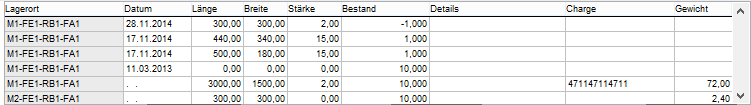 Lagerort Datum Länge Breite Stärke Bestand Details Charge Gewicht
M1-FE1-RB1-FA1 28.11.2014 300,00 300,00 2,00 -1,000
M1-FE1-RB1-FA1 17.11.2014 440,00 340,00 15,00 1,000
M1-FE1-RB1-FA1 17.11.2014 500,00 180,00 15,00 1,000
M1-FE1-RB1-FA1 11.03.2013 0,00 0,00 0,00 10,000
M1-FE1-RB1-FA1 . . 3000,00 1500,00 2,00 10,000 471147114711 72,00
M2-FE1-RB1-FA1 . . 300,00 300,00 2,00 10,000 2,40